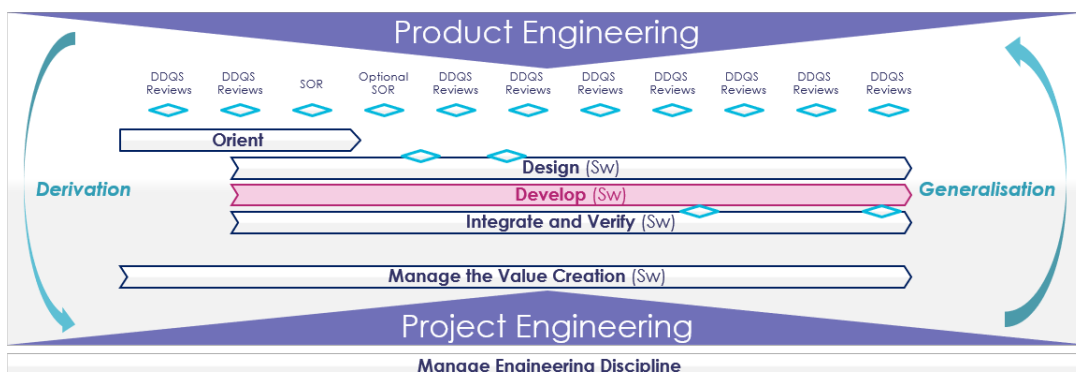 Product Engineering
DDQS DDQS SOR Optional DDQS DDQS DDQS DDQS DDQS DDQS DDQS
Reviews Reviews SOR Reviews Reviews Reviews Reviews Reviews Reviews Reviews
Orient
Design (Sw)
Derivation Develop (Sw) Generalisation
Integrate and Verify (Sw)
Manage the Value Creation (Sw)
Project Engineering
Manage Engineering Discipline